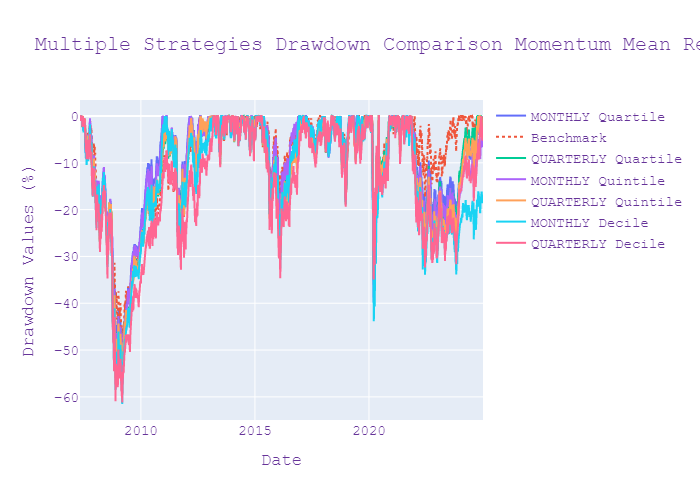 Multiple Strategies Drawdown Comparison Momentum Mean Re
0
−10
−20
−30
−40
−50
−60
Drawdown Values (%)
2010
2015
2020
Date
MONTHLY Quartile
Benchmark
QUARTERLY Quartile
MONTHLY Quintile
QUARTERLY Quintile
MONTHLY Decile
QUARTERLY Decile